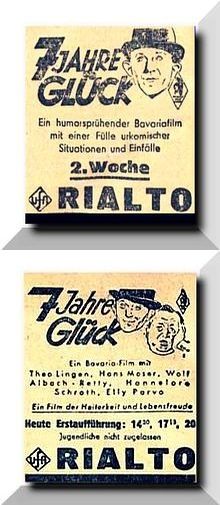 7 JAHRE
GLÜCK
Ein humorsprühender Bavariafilm
mit einer Fülle urkomischer
Situationen und Einfälle
2. Woche
Ufa RIALTO
7 Jahre
Glück
Ein Bavaria-Film mit
Theo Lingen, Hans Moser, Wolf
Albach-Retty, Hannelore
Schroth, Elly Parvo
Ein Film der Heiterkeit und Lebensfreude
Heute Erstaufführung: 14³⁰, 17¹⁵, 20
Jugendliche nicht zugelassen
Ufa RIALTO